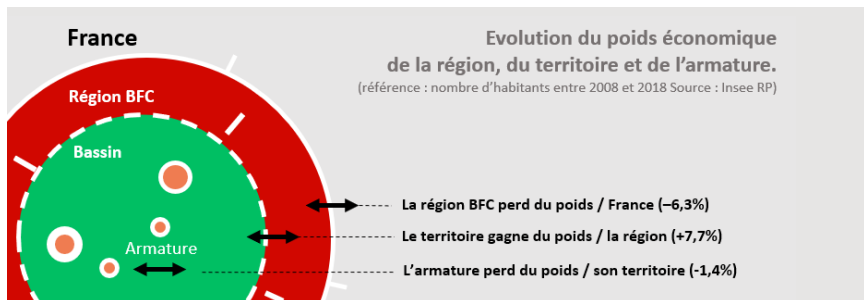 France
Evolution du poids économique
de la région, du territoire et de l'armature.
(référence : nombre d'habitants entre 2008 et 2018 Source : Insee RP)
Région BFC
Bassin
La région BFC perd du poids / France (–6,3%)
Armature
Le territoire gagne du poids / la région (+7,7%)
L'armature perd du poids / son territoire (-1,4%)